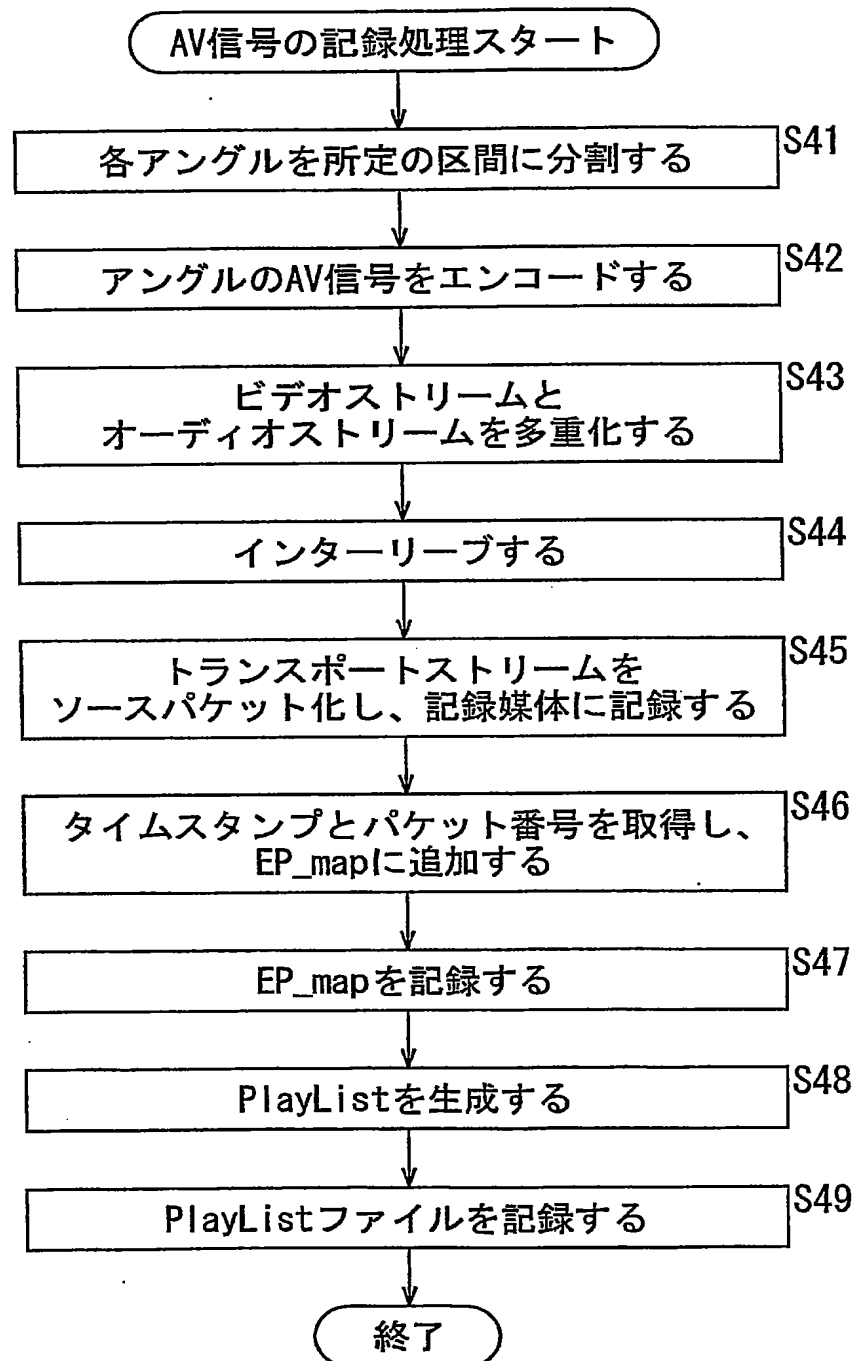 AV信号の記録処理スタート
S41
各アングルを所定の区間に分割する
S42
アングルのAV信号をエンコードする
S43
ビデオストリームと
オーディオストリームを多重化する
S44
インターリーブする
S45
トランスポートストリームを
ソースパケット化し、記録媒体に記録する
S46
タイムスタンプとパケット番号を取得し、
EP_mapに追加する
S47
EP_mapを記録する
S48
PlayListを生成する
S49
PlayListファイルを記録する
終了